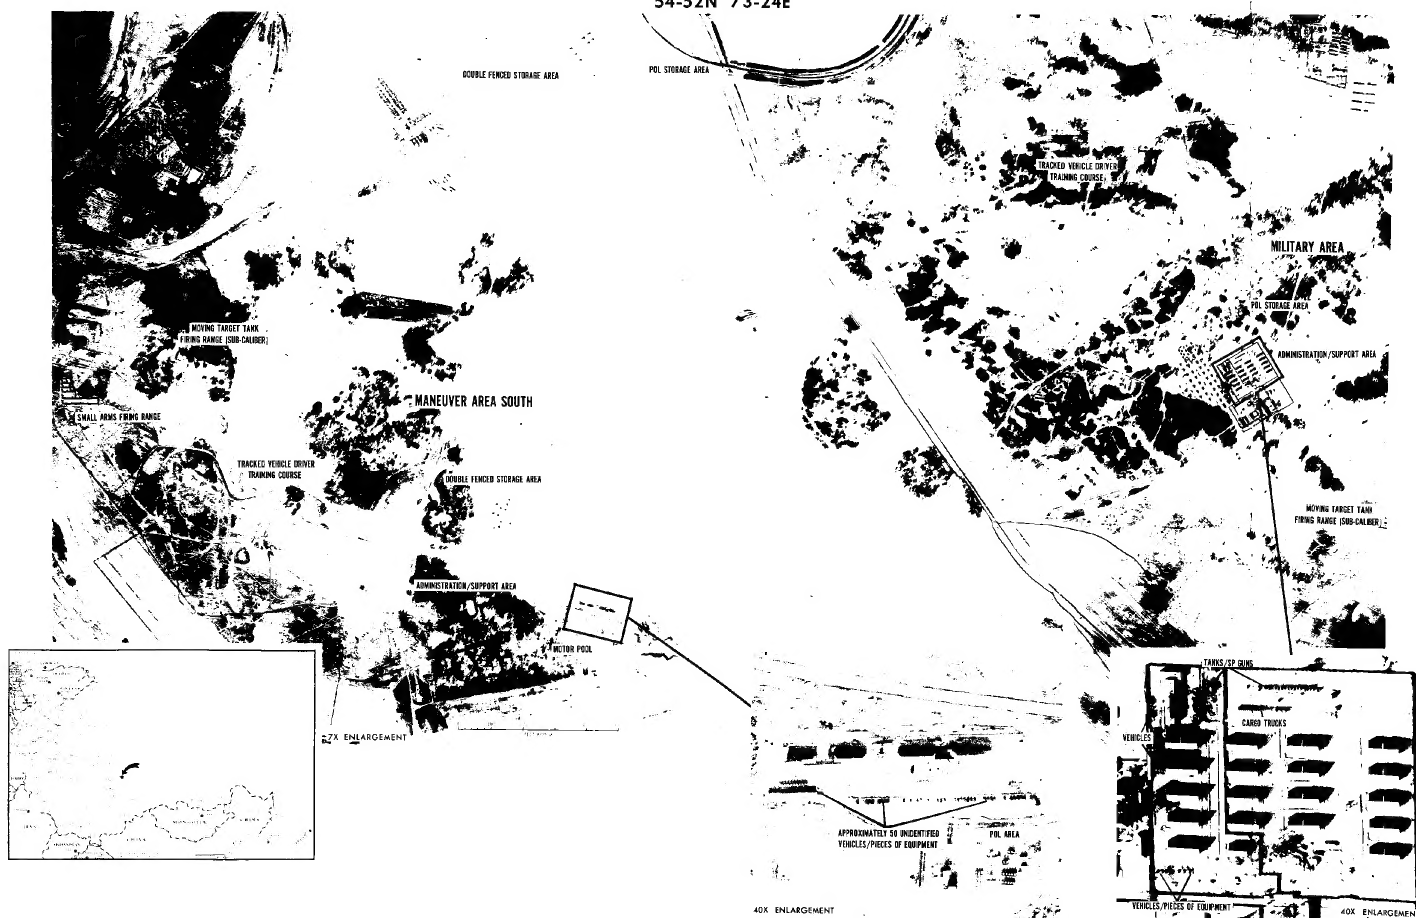 54-52N 73-24E
DOUBLE FENCED STORAGE AREA
POL STORAGE AREA
TRACKED VEHICLE DRIVER
TRAINING COURSE
MILITARY AREA
POL STORAGE AREA
MOVING TARGET TANK
FIRING RANGE (SUB-CALIBER)
ADMINISTRATION/SUPPORT AREA
MANEUVER AREA SOUTH
SMALL ARMS FIRING RANGE
TRACKED VEHICLE DRIVER
TRAINING COURSE
DOUBLE FENCED STORAGE AREA
MOVING TARGET TANK
FIRING RANGE (SUB-CALIBER)
ADMINISTRATION/SUPPORT AREA
MOTOR POOL
7X ENLARGEMENT
TANKS/SP GUNS
CARGO TRUCKS
VEHICLES
APPROXIMATELY 50 UNIDENTIFIED
VEHICLES/PIECES OF EQUIPMENT
POL AREA
VEHICLES/PIECES OF EQUIPMENT
40X ENLARGEMENT
40X ENLARGEMEN